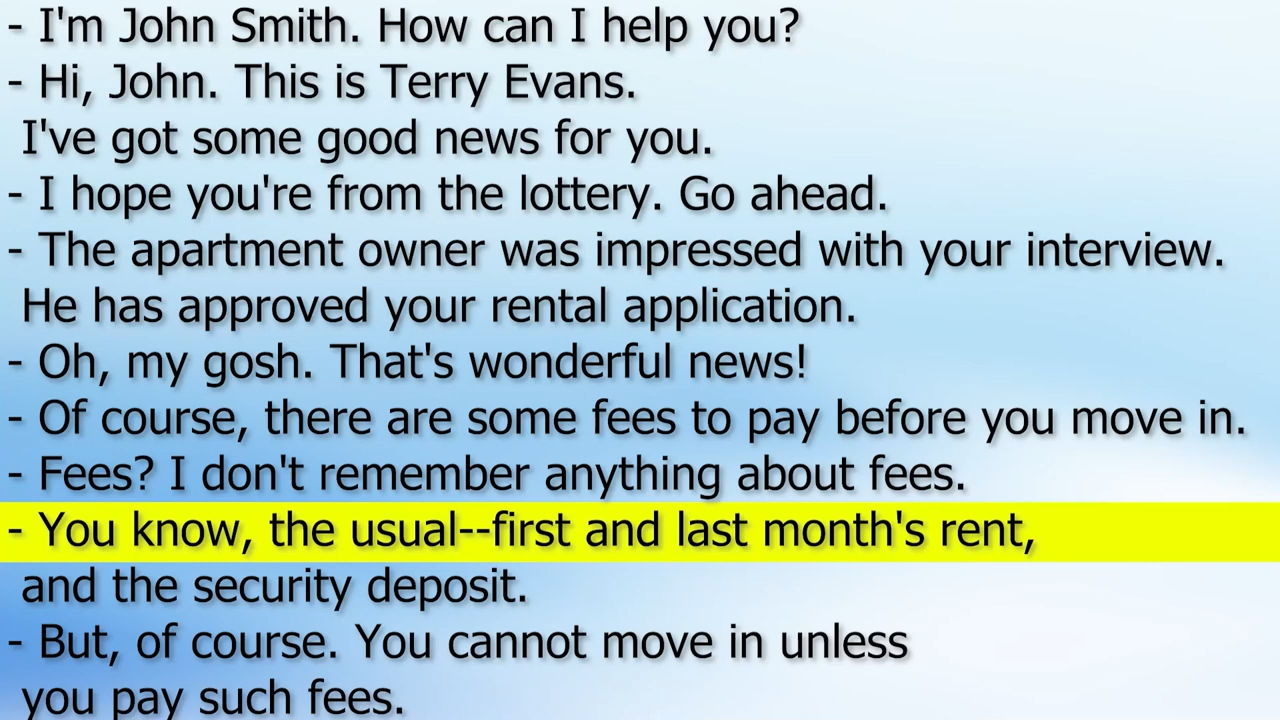 - I'm John Smith. How can I help you?
- Hi, John. This is Terry Evans.
I've got some good news for you.
- I hope you're from the lottery. Go ahead.
- The apartment owner was impressed with your interview.
He has approved your rental application.
- Oh, my gosh. That's wonderful news!
- Of course, there are some fees to pay before you move in.
- Fees? I don't remember anything about fees.
- You know, the usual--first and last month's rent,
and the security deposit.
- But, of course. You cannot move in unless
you pay such fees.